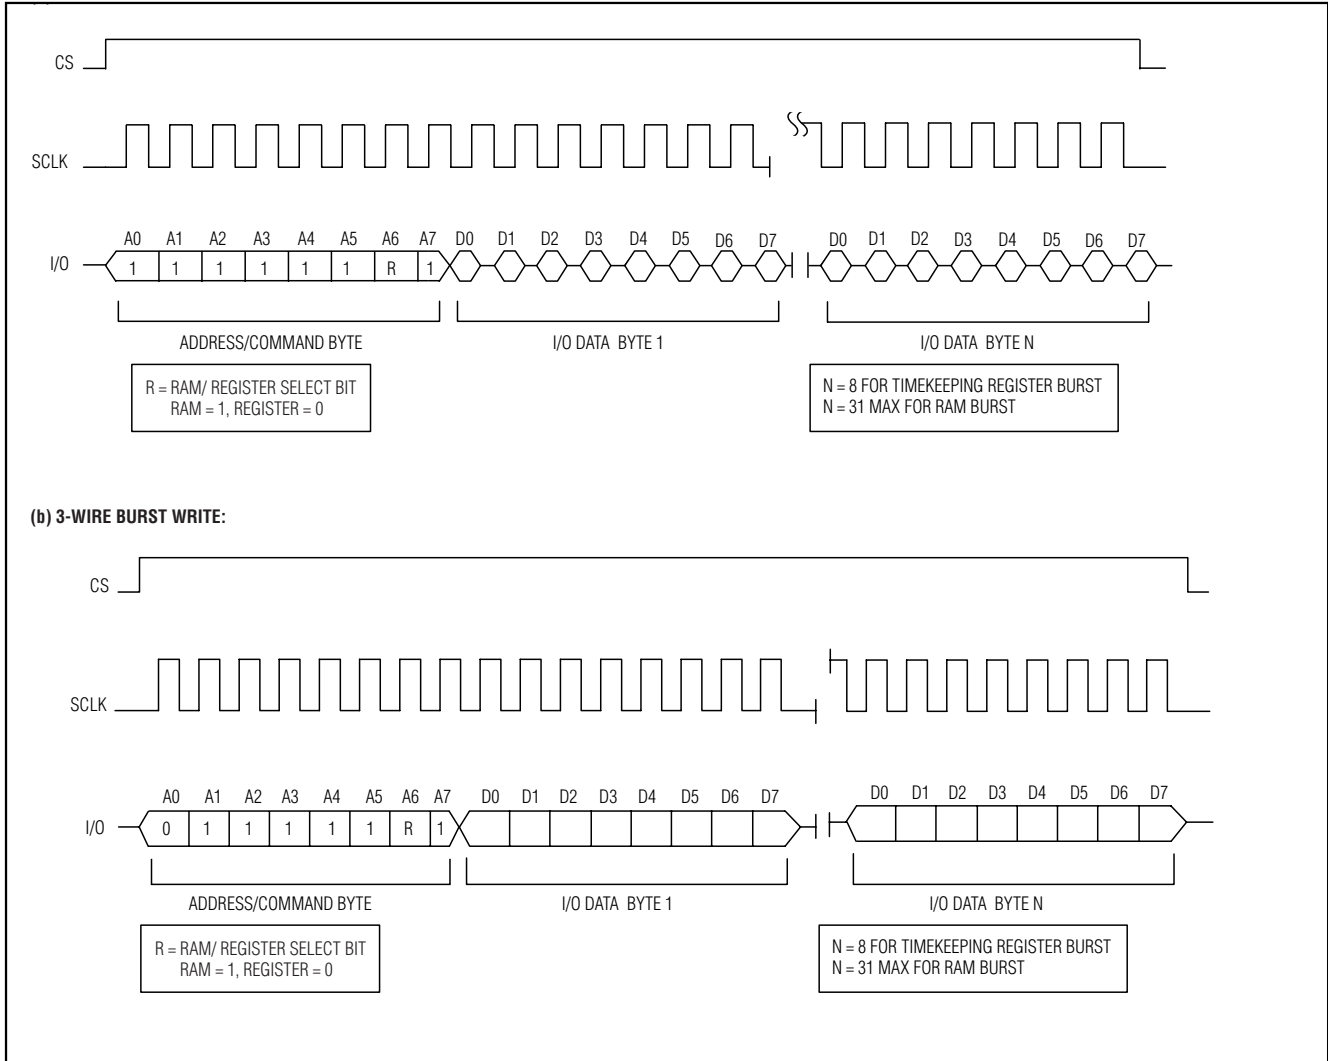 CS
SCLK
A0 A1 A2 A3 A4 A5 A6 A7 D0 D1 D2 D3 D4 D5 D6 D7 D0 D1 D2 D3 D4 D5 D6 D7
I/O 1 1 1 1 1 1 R 1
ADDRESS/COMMAND BYTE I/O DATA BYTE 1 I/O DATA BYTE N
R = RAM/ REGISTER SELECT BIT
RAM = 1, REGISTER = 0
N = 8 FOR TIMEKEEPING REGISTER BURST
N = 31 MAX FOR RAM BURST
(b) 3-WIRE BURST WRITE:
CS
SCLK
A0 A1 A2 A3 A4 A5 A6 A7 D0 D1 D2 D3 D4 D5 D6 D7 D0 D1 D2 D3 D4 D5 D6 D7
I/O 0 1 1 1 1 1 R 1
ADDRESS/COMMAND BYTE I/O DATA BYTE 1 I/O DATA BYTE N
R = RAM/ REGISTER SELECT BIT
RAM = 1, REGISTER = 0
N = 8 FOR TIMEKEEPING REGISTER BURST
N = 31 MAX FOR RAM BURST